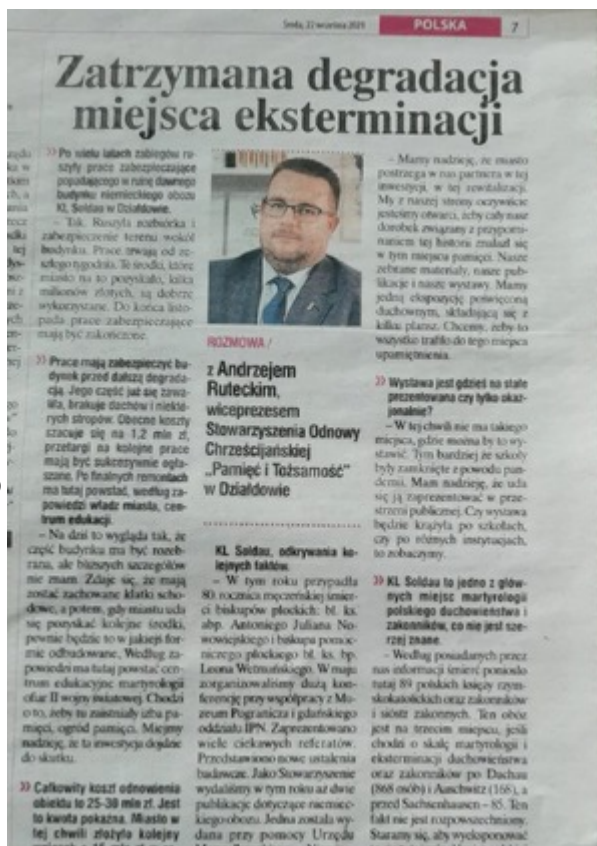 Środa, 22 września 2021
POLSKA
7
Zatrzymana degradacja
miejsca eksterminacji
Po wielu latach zabiegów ru-
szyły prace zabezpieczające
popadającego w ruinę dawnego
budynku niemieckiego obozu
KL Soldau w Działdowie.
– Tak. Ruszyła rozbiórka i
zabezpieczenie terenu wokół
budynku. Prace trwają od ze-
szłego tygodnia. Te środki, które
miasto na to pozyskało, kilka
milionów złotych, są dobrze
wykorzystane. Do końca listo-
pada prace zabezpieczające
mają być zakończone.
Prace mają zabezpieczyć bu-
dynek przed dalszą degrada-
cją. Jego część już się zawa-
liła, brakuje dachów i niektó-
rych stropów. Obecne koszty
szacuje się na 1,2 mln zł,
przetargi na kolejne prace
mają być sukcesywnie ogła-
szane. Po finalnych remontach
ma tutaj powstać, według za-
powiedzi władz miasta, cen-
trum edukacji.
– Na dziś to wygląda tak, że
część budynku ma być rozebra-
na, ale bliższych szczegółów
nie znam. Zdaje się, że mają
zostać zachowane klatki scho-
dowe, a potem, gdy miastu uda
się pozyskać kolejne środki,
pewnie będzie to w jakiejś for-
mie odbudowane. Według za-
powiedzi ma tutaj powstać cen-
trum edukacyjne martyrologii
ofiar II wojny światowej. Chodzi
o to, żeby tu zaistniały izba pa-
mięci, ogród pamięci. Miejmy
nadzieję, że ta inwestycja dojdzie
do skutku.
Całkowity koszt odnowienia
obiektu to 25-30 mln zł. Jest
to kwota pokaźna. Miasto w
tej chwili złożyło kolejny
ROZMOWA /
z Andrzejem
Ruteckim,
wiceprezesem
Stowarzyszenia Odnowy
Chrześcijańskiej
„Pamięć i Tożsamość”
w Działdowie
KL Soldau, odkrywania ko-
lejnych faktów.
– W tym roku przypadła
80. rocznica męczeńskiej śmier-
ci biskupów płockich: bł. ks.
abp. Antoniego Juliana No-
wowiejskiego i biskupa pomoc-
niczego płockiego bł. ks. bp.
Leona Wetmańskiego. W maju
zorganizowaliśmy dużą kon-
ferencję przy współpracy z Mu-
zeum Pogranicza i gdańskiego
oddziału IPN. Zaprezentowano
wiele ciekawych referatów.
Przedstawiono nowe ustalenia
badawcze. Jako Stowarzyszenie
wydaliśmy w tym roku aż dwie
publikacje dotyczące niemiec-
kiego obozu. Jedna została wy-
dana przy pomocy Urzędu
– Mamy nadzieję, że miasto
postrzega w nas partnera w tej
inwestycji, w tej rewitalizacji.
My z naszej strony oczywiście
jesteśmy otwarci, żeby cały nasz
dorobek związany z przypomi-
naniem tej historii znalazł się
w tym miejscu pamięci. Nasze
zebrane materiały, nasze pub-
likacje i nasze wystawy. Mamy
jedną ekspozycję poświęconą
duchownym, składającą się z
kilku plansz. Chcemy, żeby to
wszystko trafiło do tego miejsca
upamiętnienia.
Wystawa jest gdzieś na stałe
prezentowana czy tylko okaz-
jonalnie?
– W tej chwili nie ma takiego
miejsca, gdzie można by to wy-
stawić. Tym bardziej że szkoły
były zamknięte z powodu pan-
demii. Mam nadzieję, że uda
się ją zaprezentować w prze-
strzeni publicznej. Czy wystawa
będzie krążyła po szkołach,
czy po różnych instytucjach,
to zobaczymy.
KL Soldau to jedno z głów-
nych miejsc martyrologii
polskiego duchowieństwa i
zakonników, co nie jest sze-
rzej znane.
– Według posiadanych przez
nas informacji śmierć poniosło
tutaj 89 polskich księży rzym-
skokatolickich oraz zakonników
i sióstr zakonnych. Ten obóz
jest na trzecim miejscu, jeśli
chodzi o skalę martyrologii i
eksterminacji duchowieństwa
oraz zakonników po Dachau
(868 osób) i Auschwitz (168), a
przed Sachsenhausen – 85. Ten
fakt nie jest rozpowszechniony.
Staramy się, aby wyeksponować